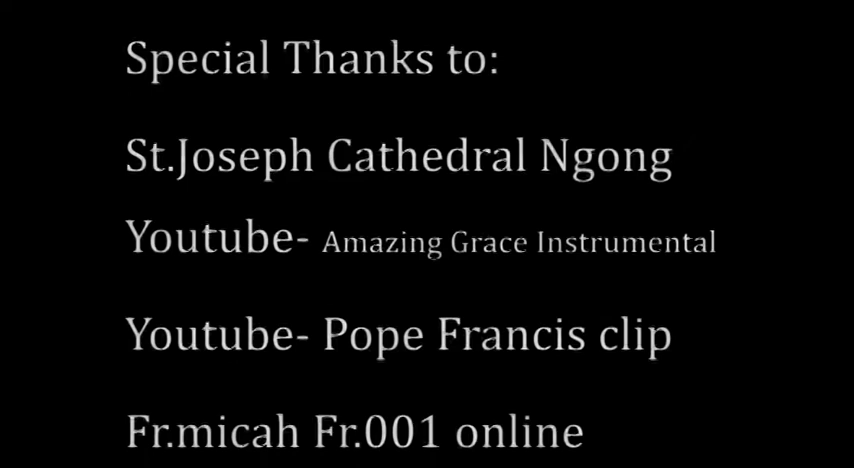 Special Thanks to:
St.Joseph Cathedral Ngong
Youtube- Amazing Grace Instrumental
Youtube- Pope Francis clip
Fr.micah Fr.001 online